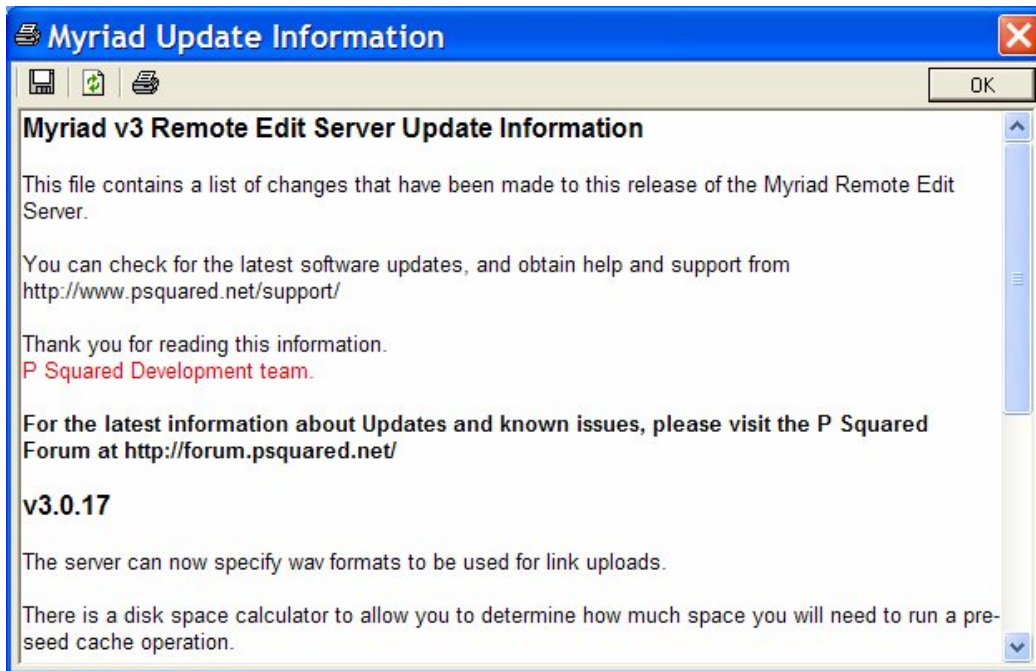 Myriad Update Information
OK
Myriad v3 Remote Edit Server Update Information
This file contains a list of changes that have been made to this release of the Myriad Remote Edit
Server.
You can check for the latest software updates, and obtain help and support from
http://www.psquared.net/support/
Thank you for reading this information.
P Squared Development team.
For the latest information about Updates and known issues, please visit the P Squared
Forum at http://forum.psquared.net/
v3.0.17
The server can now specify wav formats to be used for link uploads.
There is a disk space calculator to allow you to determine how much space you will need to run a pre-
seed cache operation.